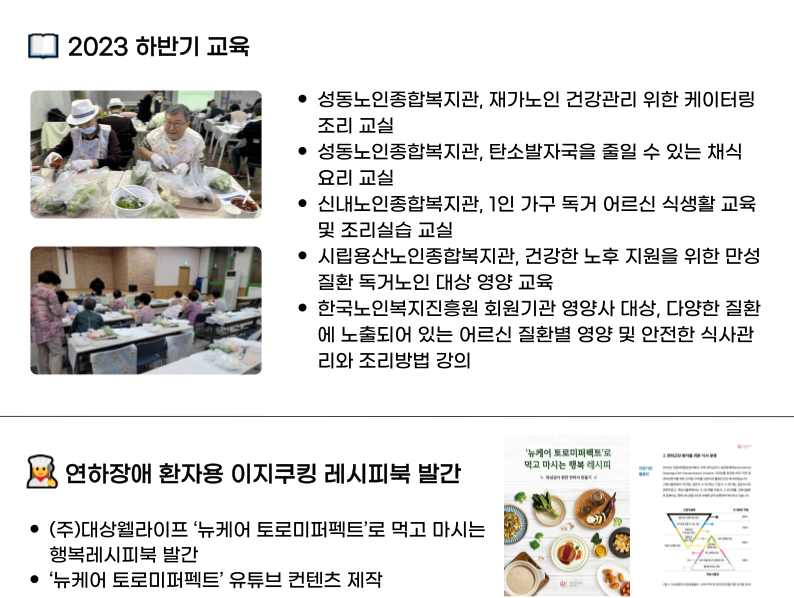 2023 하반기 교육
성동노인종합복지관, 재가노인 건강관리 위한 케이터링
조리 교실
성동노인종합복지관, 탄소발자국을 줄일 수 있는 채식
요리 교실
신내노인종합복지관, 1인 가구 독거 어르신 식생활 교육
및 조리실습 교실
시립용산노인종합복지관, 건강한 노후 지원을 위한 만성
질환 독거노인 대상 영양 교육
한국노인복지진흥원 회원기관 영양사 대상, 다양한 질환
에 노출되어 있는 어르신 질환별 영양 및 안전한 식사관
리와 조리방법 강의
연하장애 환자용 이지쿠킹 레시피북 발간
(주)대상웰라이프 ‘뉴케어 토로미퍼펙트’로 먹고 마시는
행복레시피북 발간
‘뉴케어 토로미퍼펙트’ 유튜브 컨텐츠 제작
‘뉴케어 토로미퍼펙트’로
먹고 마시는 행복 레시피